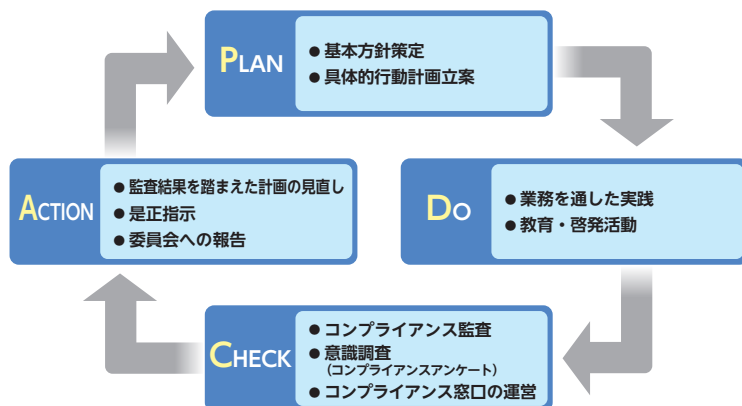 PLAN
● 基本方針策定
● 具体的行動計画立案
ACTION
● 監査結果を踏まえた計画の見直し
● 是正指示
● 委員会への報告
DO
● 業務を通した実践
● 教育・啓発活動
CHECK
● コンプライアンス監査
● 意識調査
(コンプライアンスアンケート)
● コンプライアンス窓口の運営